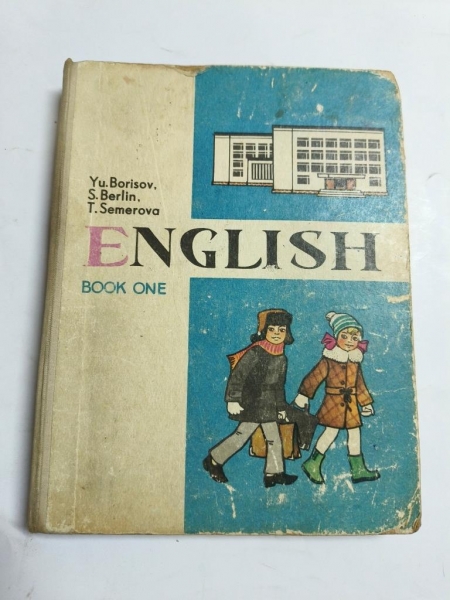 Yu. Borisov,
S. Berlin,
T. Semerova
ENGLISH
BOOK ONE